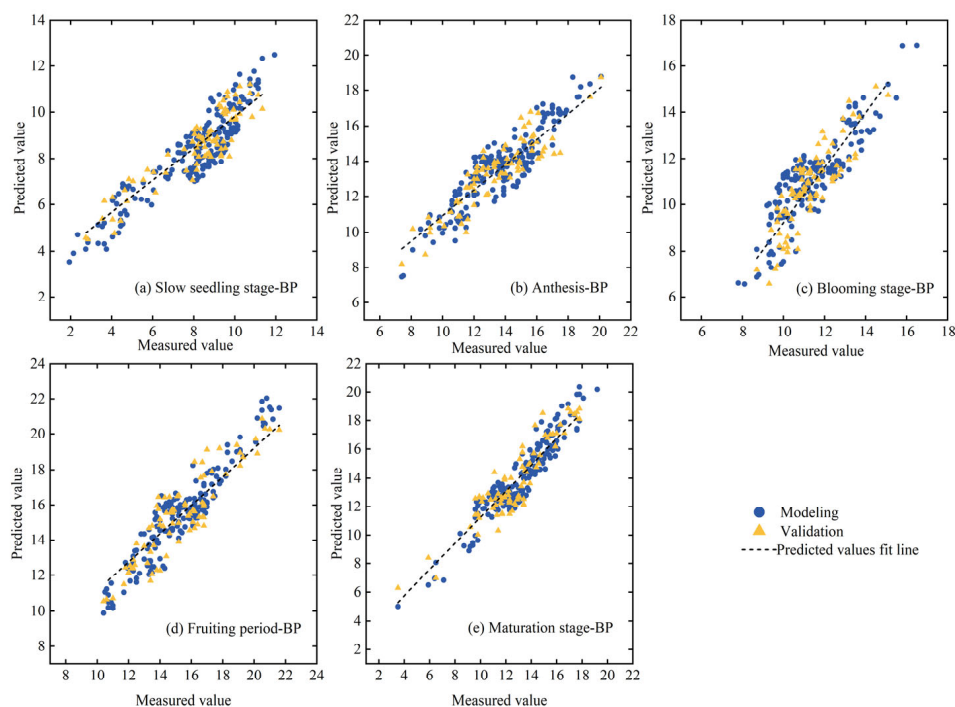 14
12
10
8
6
4
2
Predicted value
(a) Slow seedling stage-BP
2 4 6 8 10 12 14
Measured value
22
20
18
16
14
12
10
8
6
Predicted value
(b) Anthesis-BP
6 8 10 12 14 16 18 20 22
Measured value
18
16
14
12
10
8
6
Predicted value
(c) Blooming stage-BP
6 8 10 12 14 16
Measured value
24
22
20
18
16
14
12
10
8
Predicted value
(d) Fruiting period-BP
8 10 12 14 16 18 20 22 24
Measured value
22
20
18
16
14
12
10
8
6
4
2
Predicted value
(e) Maturation stage-BP
2 4 6 8 10 12 14 16 18 20 22
Measured value
Modeling
Validation
Predicted values fit line